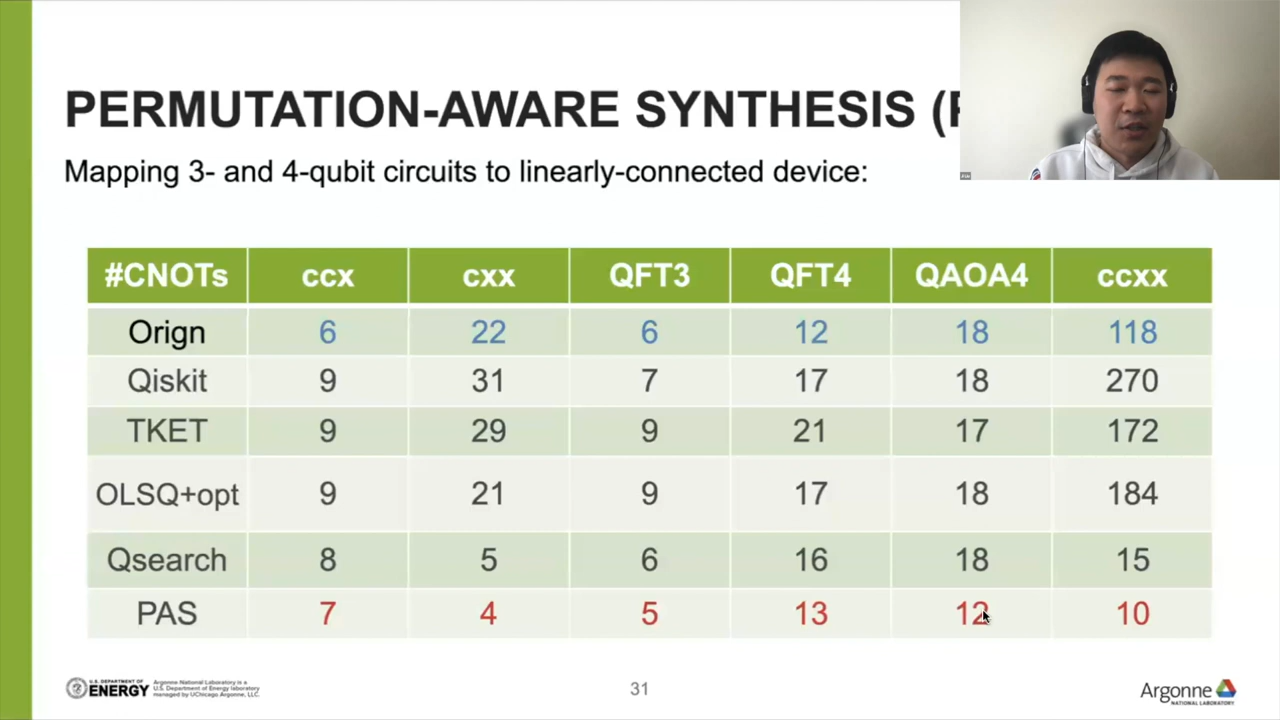 PERMUTATION-AWARE SYNTHESIS (
Mapping 3- and 4-qubit circuits to linearly-connected device:
#CNOTs ccx cxx QFT3 QFT4 QAOA4 ccxx
Orign 6 22 6 12 18 118
Qiskit 9 31 7 17 18 270
TKET 9 29 9 21 17 172
OLSQ+opt 9 21 9 17 18 184
Qsearch 8 5 6 16 18 15
PAS 7 4 5 13 12 10
U.S. DEPARTMENT OF
ENERGY
Argonne National Laboratory is a
U.S. Department of Energy laboratory
managed by UChicago Argonne, LLC.
31
Argonne
NATIONAL LABORATORY